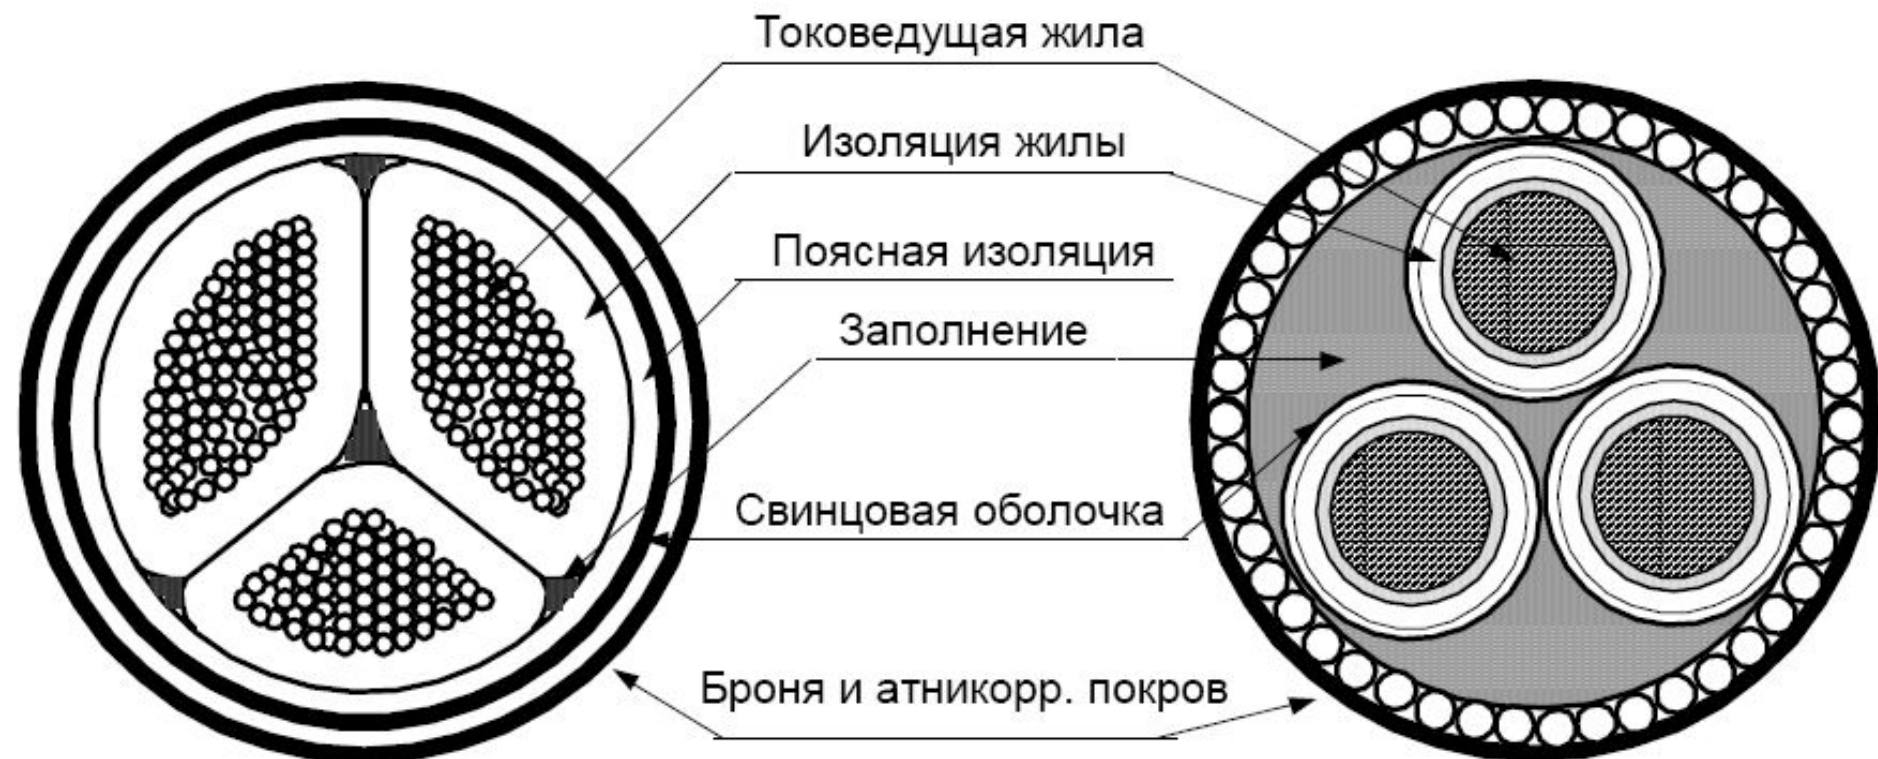 Токоведущая жила
Изоляция жилы
Поясная изоляция
Заполнение
Свинцовая оболочка
Броня и атникорр. покров